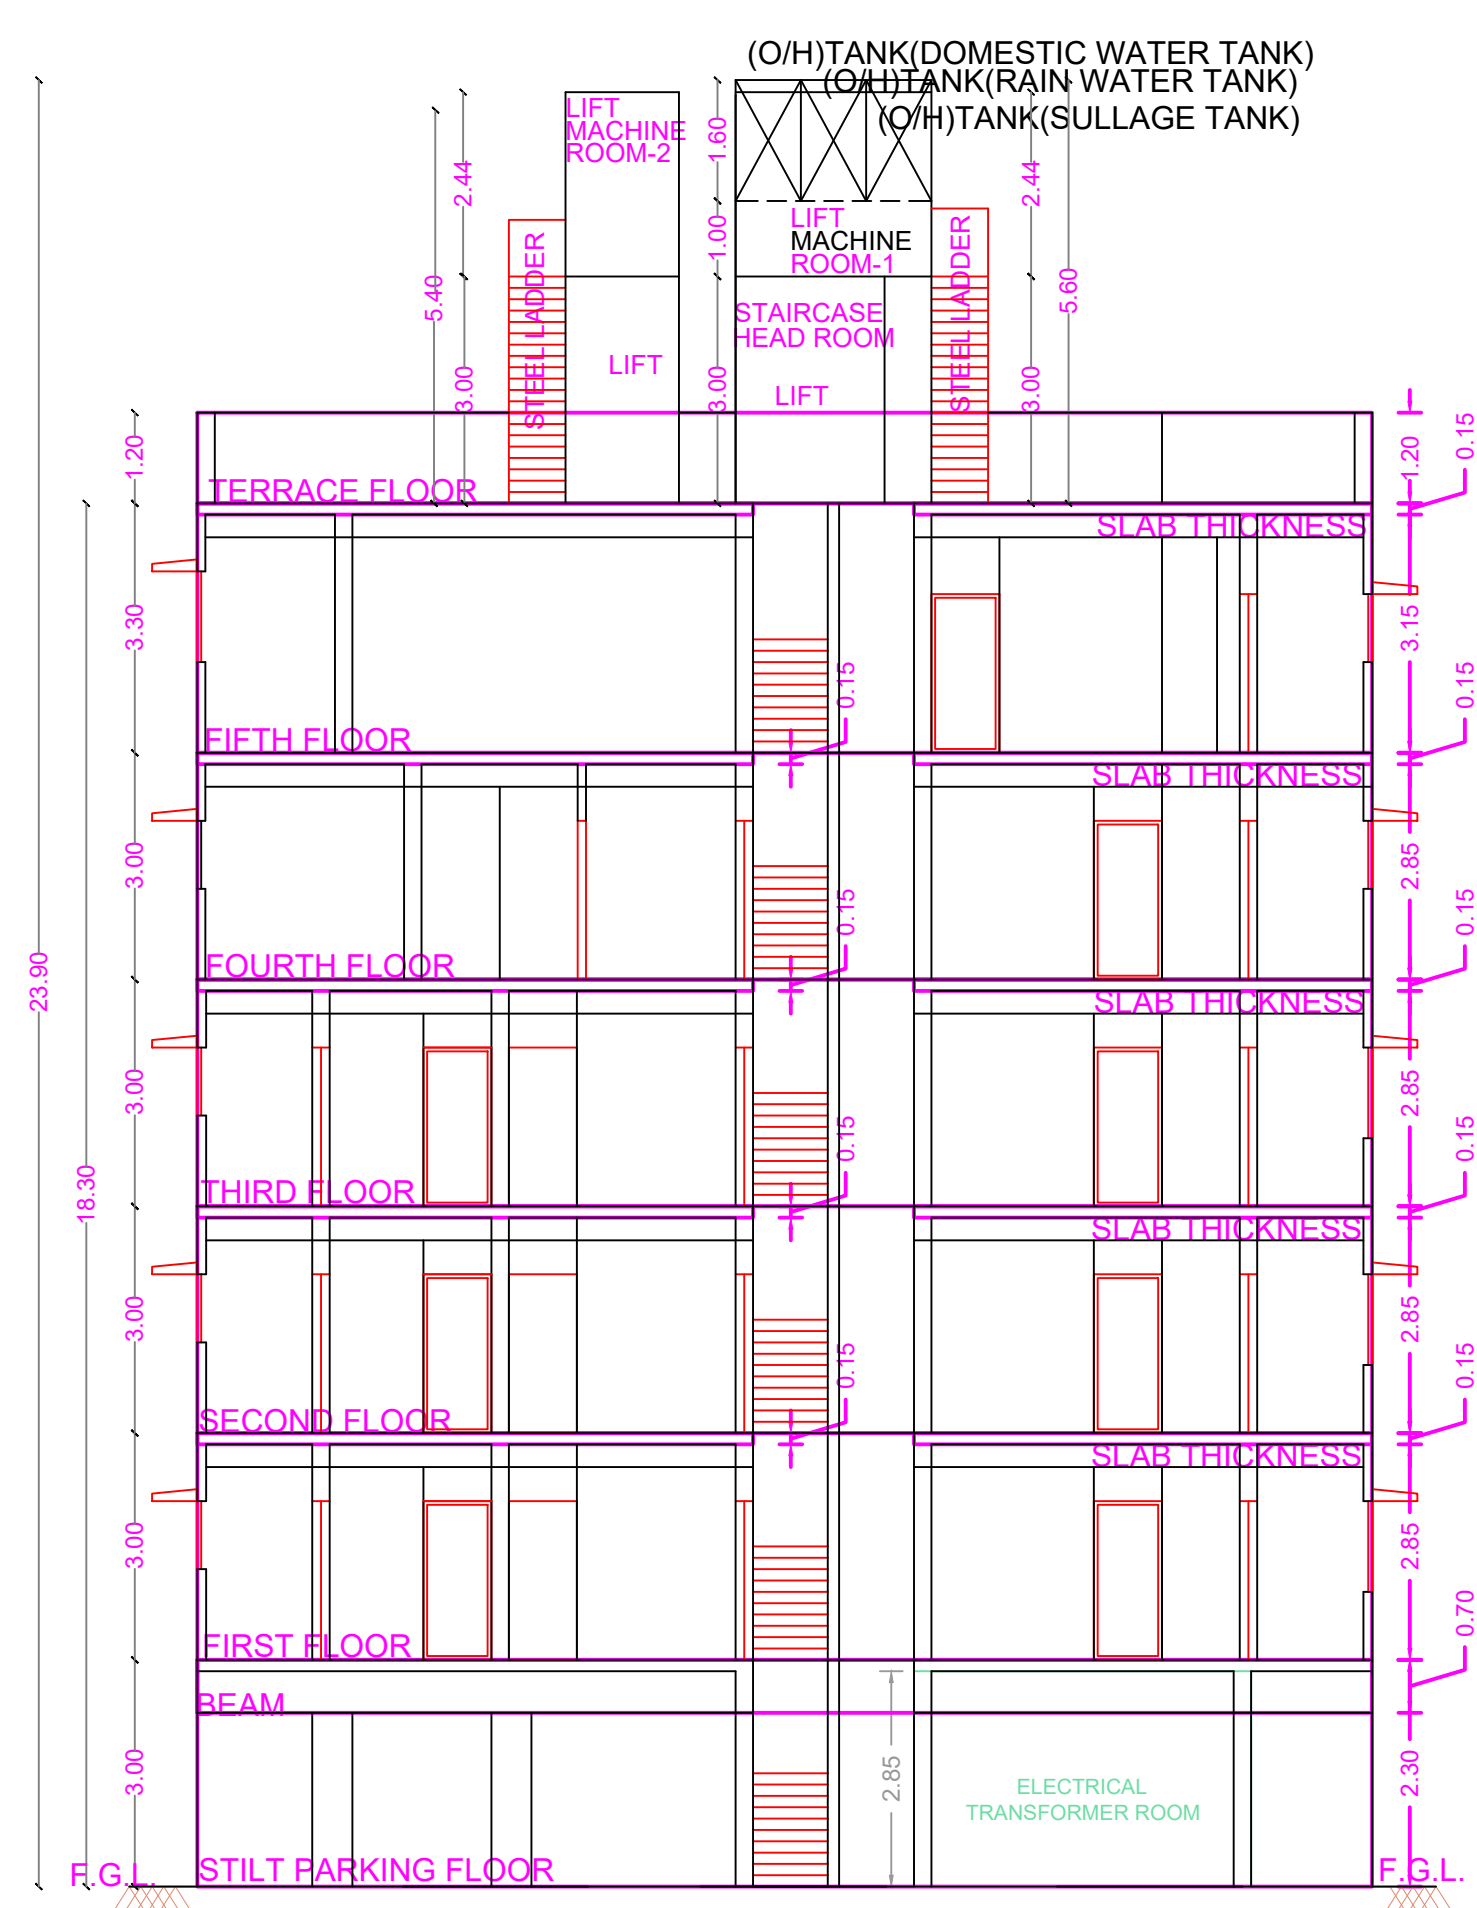 (O/H)TANK(DOMESTIC WATER TANK)
(O/H)TANK(RAIN WATER TANK)
(O/H)TANK(SULLAGE TANK)
LIFT
MACHINE
ROOM-2
1.60
2.44
2.44
STEEL LADDER
1.00
LIFT
MACHINE
ROOM-1
STEEL LADDER
5.40
5.60
STAIRCASE
HEAD ROOM
LIFT
LIFT
3.00
3.00
3.00
1.20
1.20
0.15
TERRACE FLOOR
SLAB THICKNESS
3.30
3.15
0.15
0.15
FIFTH FLOOR
SLAB THICKNESS
3.00
2.85
0.15
0.15
FOURTH FLOOR
23.90
SLAB THICKNESS
3.00
2.85
0.15
0.15
THIRD FLOOR
18.30
SLAB THICKNESS
3.00
2.85
0.15
0.15
SECOND FLOOR
SLAB THICKNESS
3.00
2.85
0.70
FIRST FLOOR
BEAM
3.00
2.85
2.30
ELECTRICAL
TRANSFORMER ROOM
F.G.L.
STILT PARKING FLOOR
F.G.L.